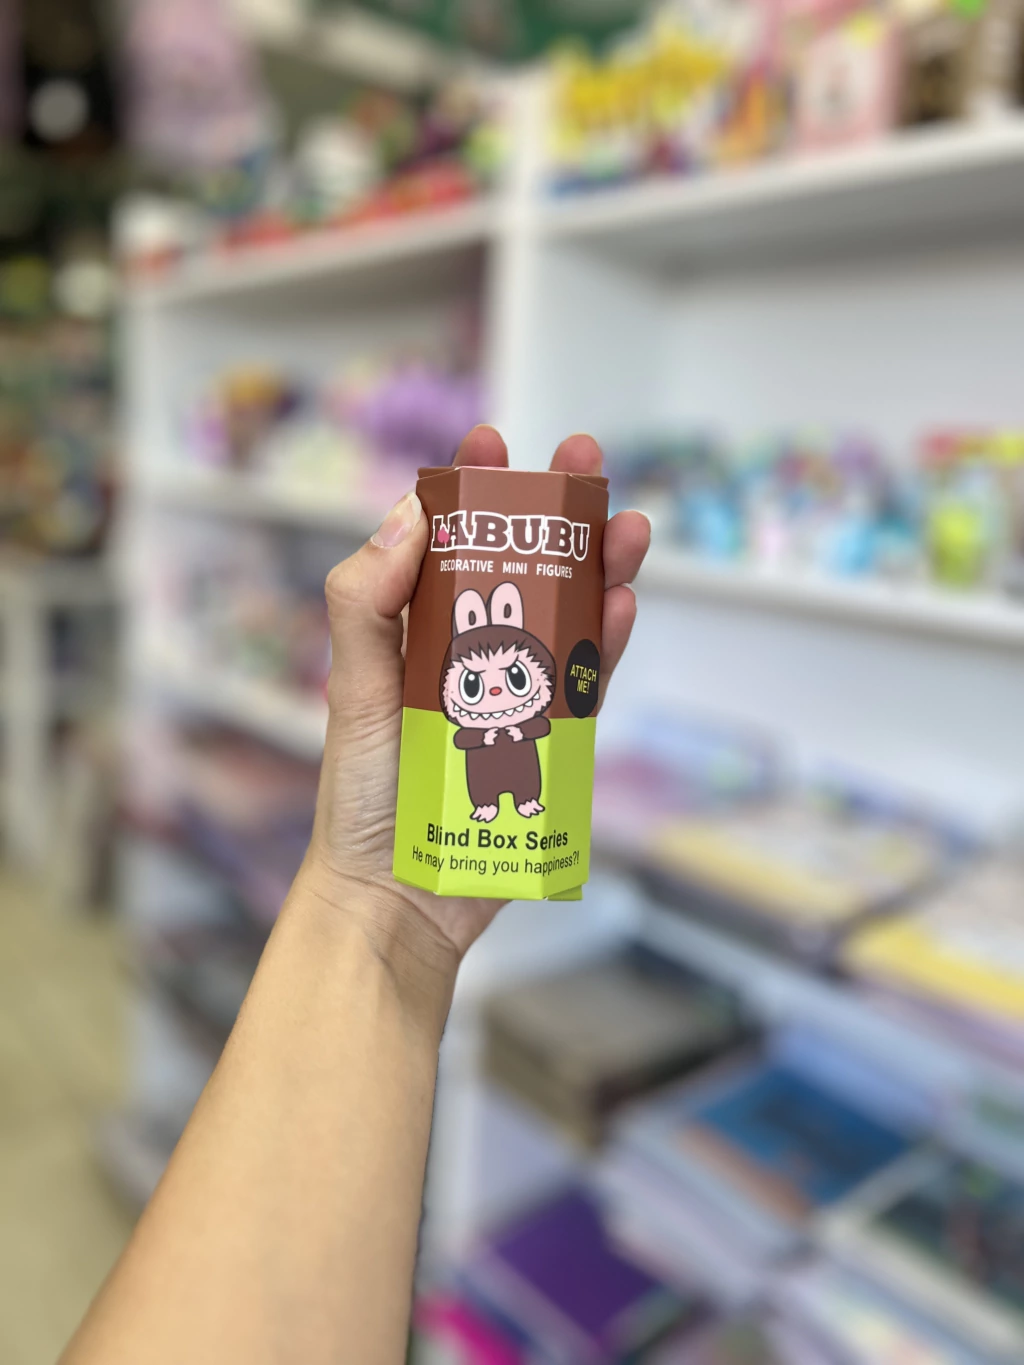 LABUBU
DECORATIVE MINI FIGURES
ATTACH
ME!
Blind Box Series
He may bring you happiness?!